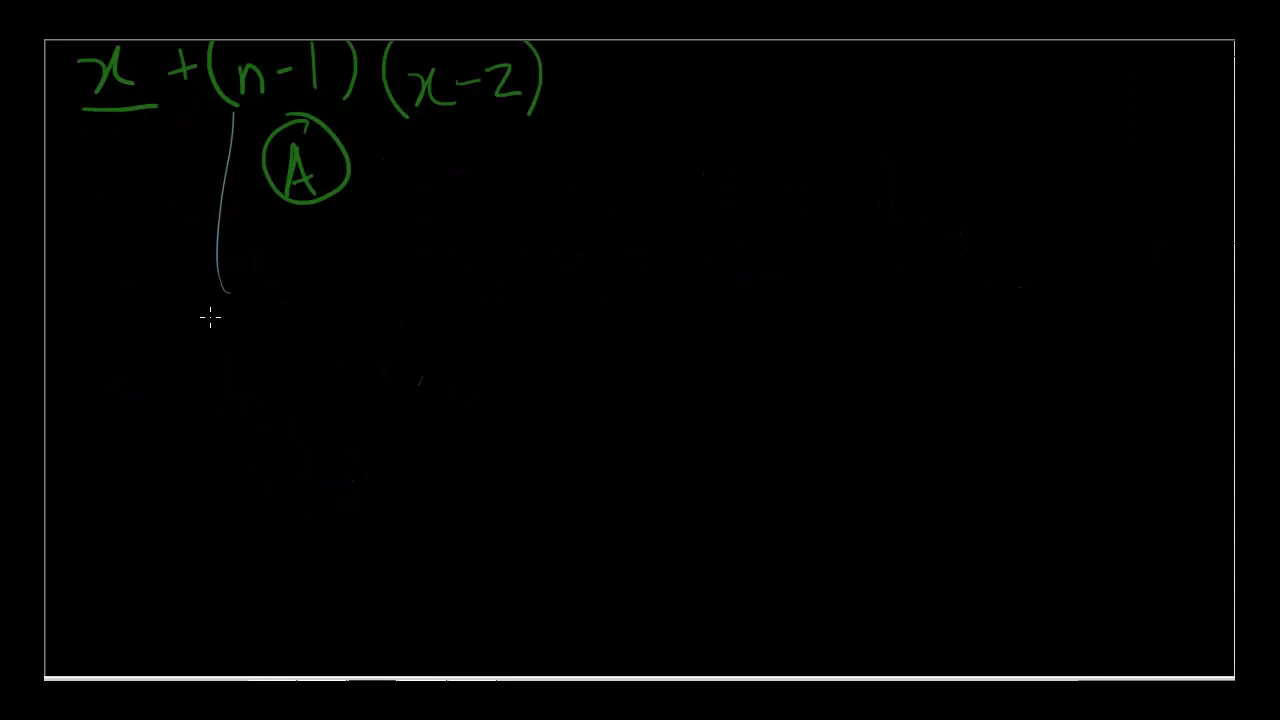 x + (n-1) (x-2)
A